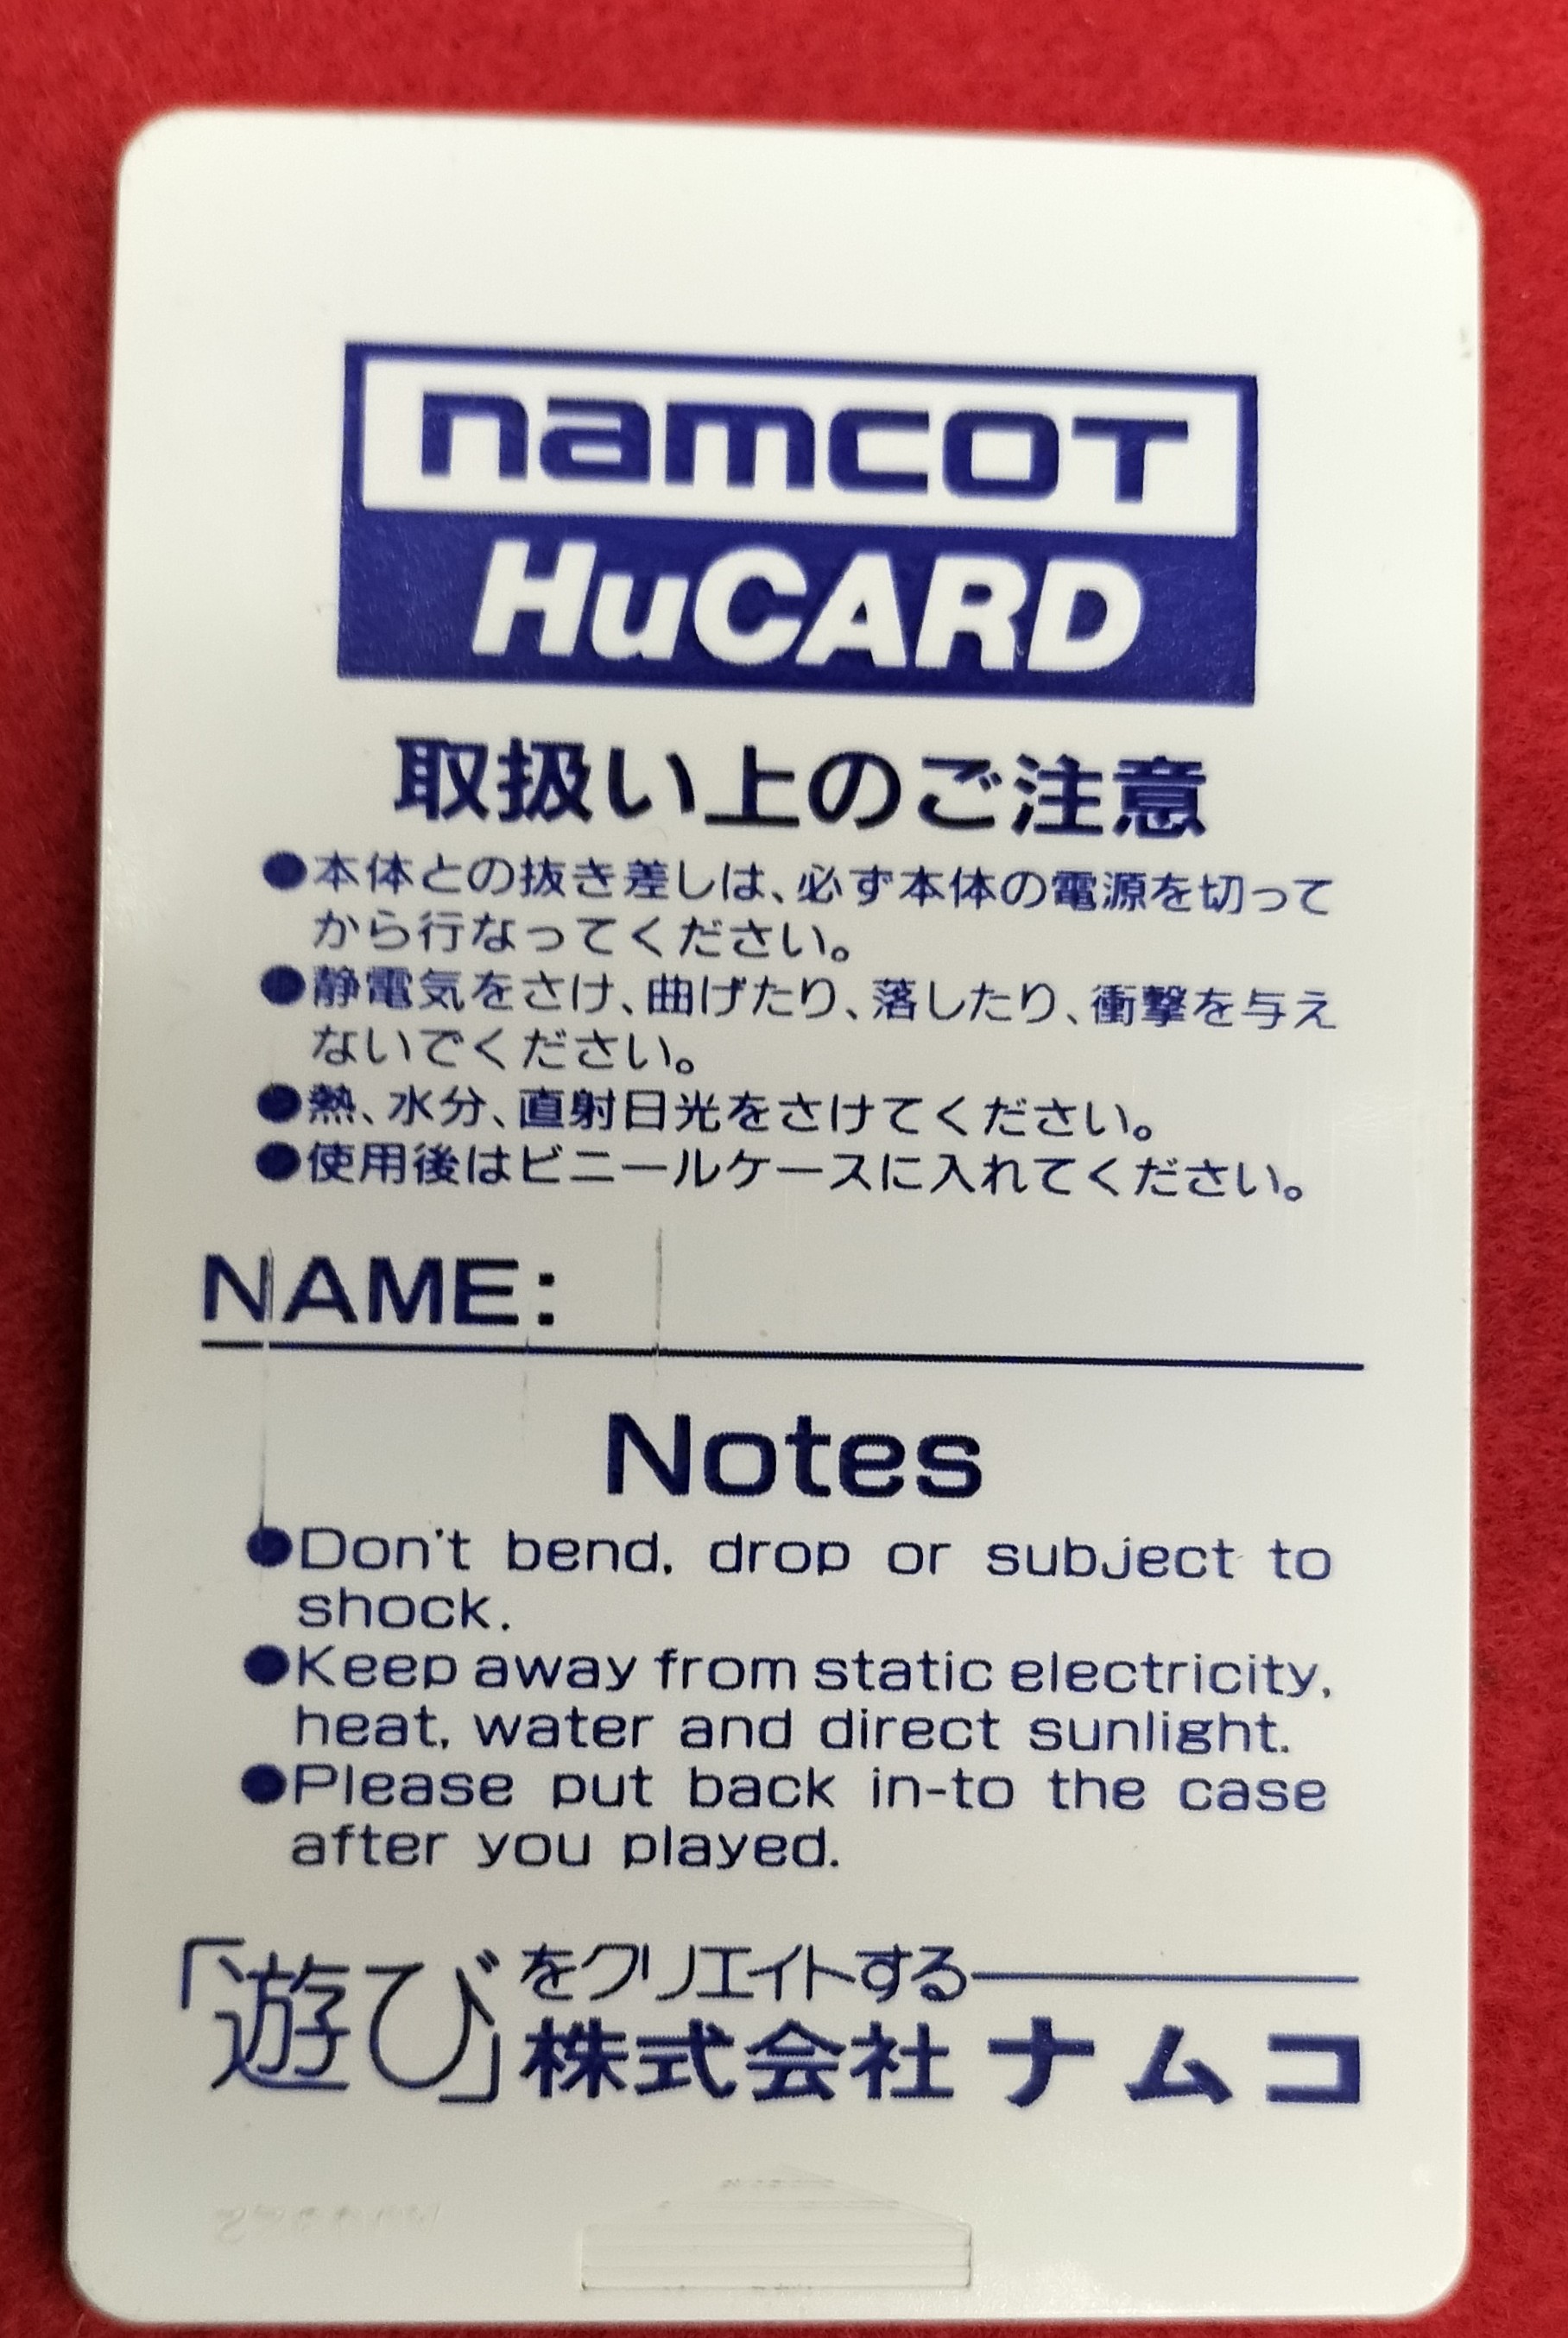 namcoT
HuCARD
取扱い上のご注意
●本体との抜き差しは、必ず本体の電源を切って
から行なってください。
●静電気をさけ、曲げたり、落したり、衝撃を与え
ないでください。
●熱、水分、直射日光をさけてください。
●使用後はビニールケースに入れてください。
NAME:
Notes
●Don't bend, drop or subject to
shock.
●Keep away from static electricity,
heat, water and direct sunlight.
●Please put back in-to the case
after you played.
「遊び」をクリエイトする
株式会社 ナムコ